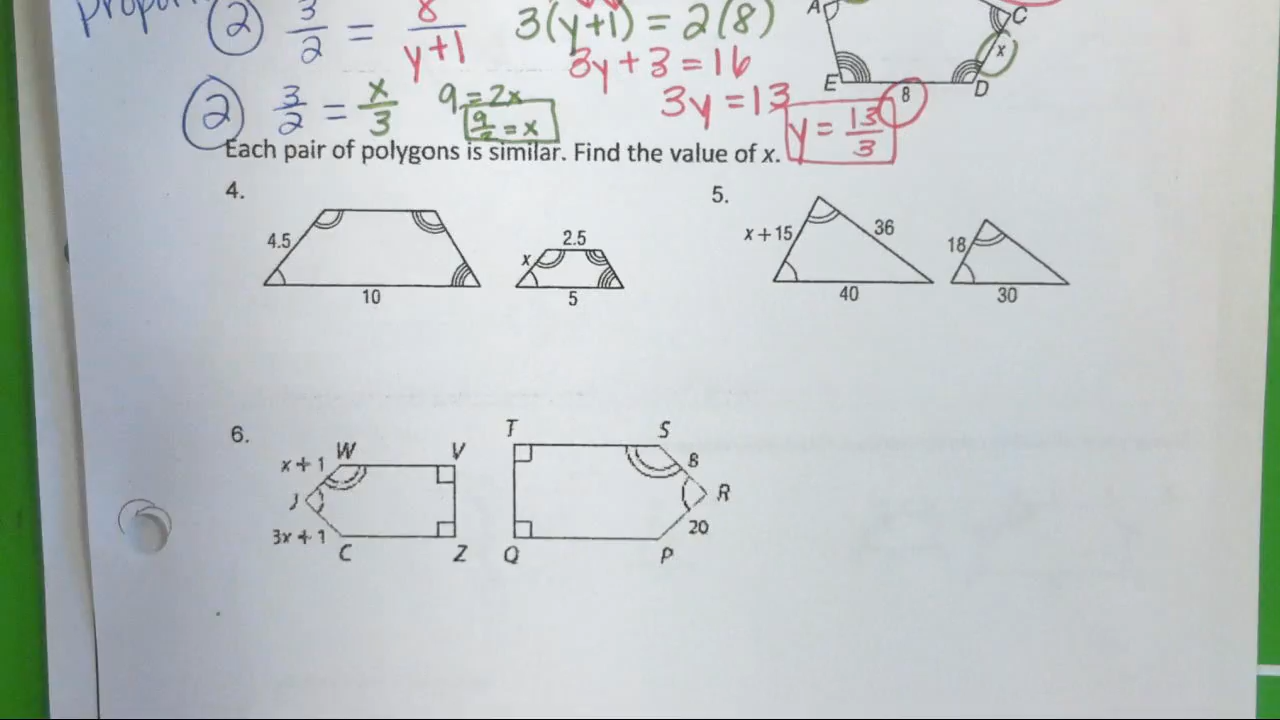 ② 3/2 = 8/y+1 3(y+1) = 2(8)
3y + 3 = 16
② 3/2 = x/3 9 = 2x 3y = 13
9/2 = x y = 13/3
A C x E D 8
Each pair of polygons is similar. Find the value of x.
4. 5.
4.5 10
x 2.5 5
x + 15 36 40
18 30
6.
x + 1 W V
J
3x + 1 C Z
T S
8 R
20
Q P